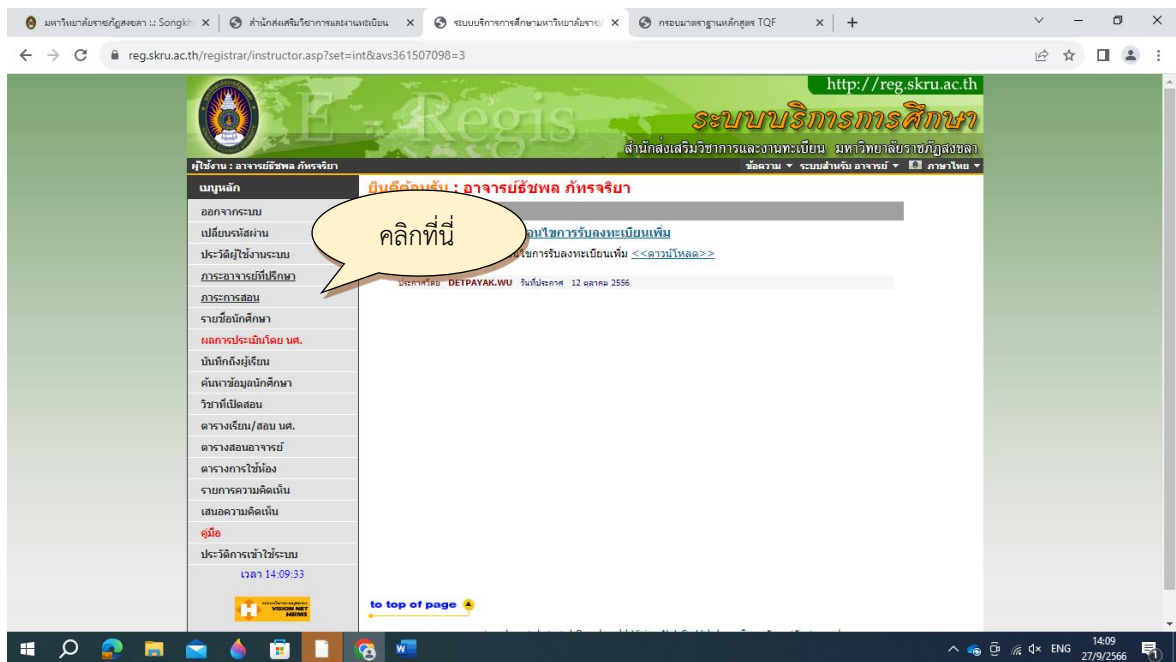 มหาวิทยาลัยราชภัฏสงขลา ::: Songkh
สำนักส่งเสริมวิชาการและงานทะเบียน
ระบบบริการการศึกษามหาวิทยาลัยราช
กรอบมาตรฐานหลักสูตร TQF
reg.skru.ac.th/registrar/instructor.asp?set=int&avs361507098=3
http://reg.skru.ac.th
E - Regis
ระบบบริการการศึกษา
สำนักส่งเสริมวิชาการและงานทะเบียน มหาวิทยาลัยราชภัฏสงขลา
ผู้ใช้งาน : อาจารย์ธัชพล ภัทรจริยา
ข้อความ ระบบสำหรับ อาจารย์ ภาษาไทย
เมนูหลัก
ยินดีต้อนรับ : อาจารย์ธัชพล ภัทรจริยา
ออกจากระบบ
เปลี่ยนรหัสผ่าน
คลิกที่นี่
อนไขการรับลงทะเบียนเพิ่ม
ประวัติผู้ใช้งานระบบ
นไขการรับลงทะเบียนเพิ่ม <<ดาวน์โหลด>>
ภาระอาจารย์ที่ปรึกษา
ประกาศโดย DETPAYAK.WU วันที่ประกาศ 12 ตุลาคม 2556
ภาระการสอน
รายชื่อนักศึกษา
ผลการประเมินโดย นศ.
บันทึกถึงผู้เรียน
ค้นหาข้อมูลนักศึกษา
วิชาที่เปิดสอน
ตารางเรียน/สอบ นศ.
ตารางสอนอาจารย์
ตารางการใช้ห้อง
รายการความคิดเห็น
เสนอความคิดเห็น
คู่มือ
ประวัติการเข้าใช้ระบบ
เวลา 14:09:33
VISION NET
to top of page
ENG
14:09
27/9/2566